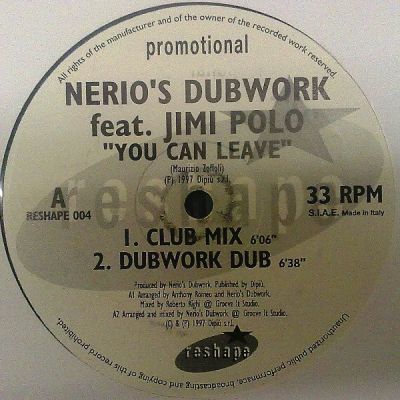 All rights of the manufacturer and of the owner of the recorded work reserved.
promotional
NERIO'S DUBWORK
feat. JIMI POLO
"YOU CAN LEAVE"
(Maurizio Zoffoli)
(P) 1997 Dipiù s.r.l.
reshape
A
RESHAPE 004
33 RPM
S.I.A.E. Made in Italy
1. CLUB MIX 6'06"
2. DUBWORK DUB 6'38"
Produced by Nerio's Dubwork. Published by Dipiù.
A1 Arranged by Anthony Romeo and Nerio's Dubwork.
Mixed by Roberto Righi @ Groove It Studio.
A2 Arranged and mixed by Nerio's Dubwork @ Groove It Studio.
(C) & (P) 1997 Dipiù s.r.l.
reshape
Unauthorized public performance, broadcasting and copying of this record prohibited.